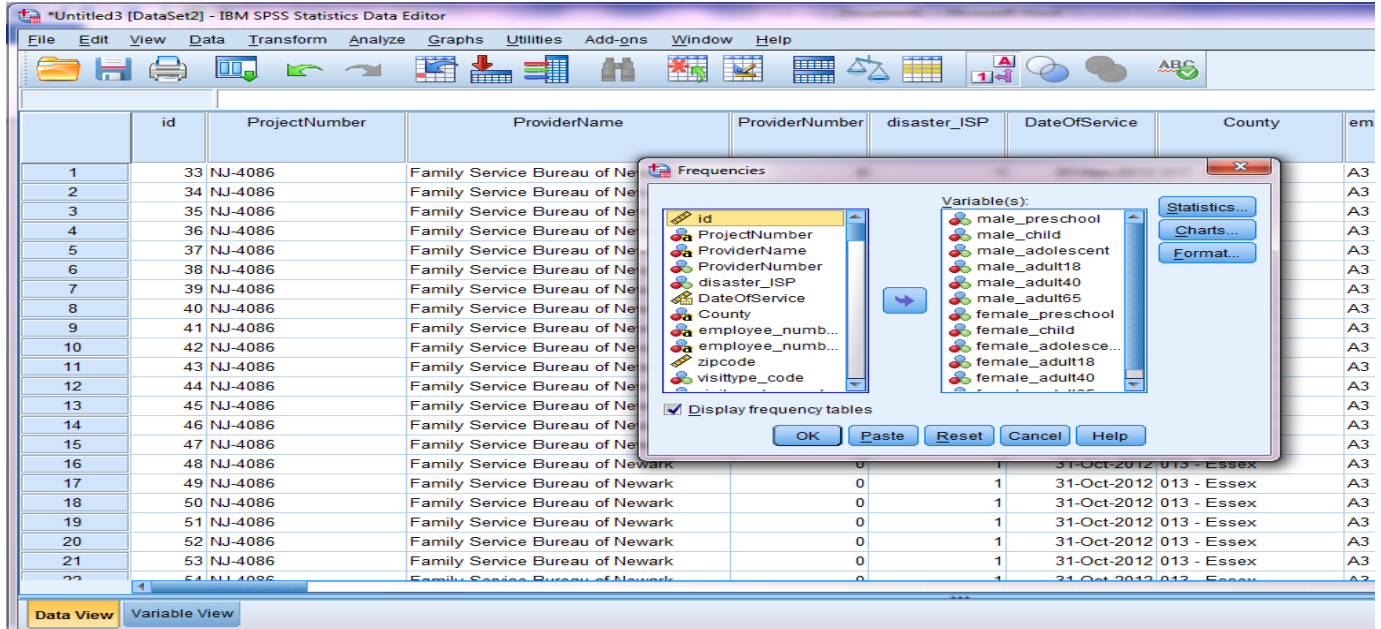 *Untitled3 [DataSet2] - IBM SPSS Statistics Data Editor
File Edit View Data Transform Analyze Graphs Utilities Add-ons Window Help
id ProjectNumber ProviderName ProviderNumber disaster_ISP DateOfService County em
Frequencies
Variable(s):
id
ProjectNumber
ProviderName
ProviderNumber
disaster_ISP
DateOfService
County
employee_numb...
employee_numb...
zipcode
visittype_code
male_preschool
male_child
male_adolescent
male_adult18
male_adult40
male_adult65
female_preschool
female_child
female_adolesce...
female_adult18
female_adult40
Statistics...
Charts...
Format...
Display frequency tables
OK Paste Reset Cancel Help
1 33 NJ-4086 Family Service Bureau of Ne A3
2 34 NJ-4086 Family Service Bureau of Ne A3
3 35 NJ-4086 Family Service Bureau of Ne A3
4 36 NJ-4086 Family Service Bureau of Ne A3
5 37 NJ-4086 Family Service Bureau of Ne A3
6 38 NJ-4086 Family Service Bureau of Ne A3
7 39 NJ-4086 Family Service Bureau of Ne A3
8 40 NJ-4086 Family Service Bureau of Ne A3
9 41 NJ-4086 Family Service Bureau of Ne A3
10 42 NJ-4086 Family Service Bureau of Ne A3
11 43 NJ-4086 Family Service Bureau of Ne A3
12 44 NJ-4086 Family Service Bureau of Ne A3
13 45 NJ-4086 Family Service Bureau of Ne A3
14 46 NJ-4086 Family Service Bureau of Ne A3
15 47 NJ-4086 Family Service Bureau of Ne A3
16 48 NJ-4086 Family Service Bureau of Newark 0 1 31-Oct-2012 013 - Essex A3
17 49 NJ-4086 Family Service Bureau of Newark 0 1 31-Oct-2012 013 - Essex A3
18 50 NJ-4086 Family Service Bureau of Newark 0 1 31-Oct-2012 013 - Essex A3
19 51 NJ-4086 Family Service Bureau of Newark 0 1 31-Oct-2012 013 - Essex A3
20 52 NJ-4086 Family Service Bureau of Newark 0 1 31-Oct-2012 013 - Essex A3
21 53 NJ-4086 Family Service Bureau of Newark 0 1 31-Oct-2012 013 - Essex A3
Data View Variable View